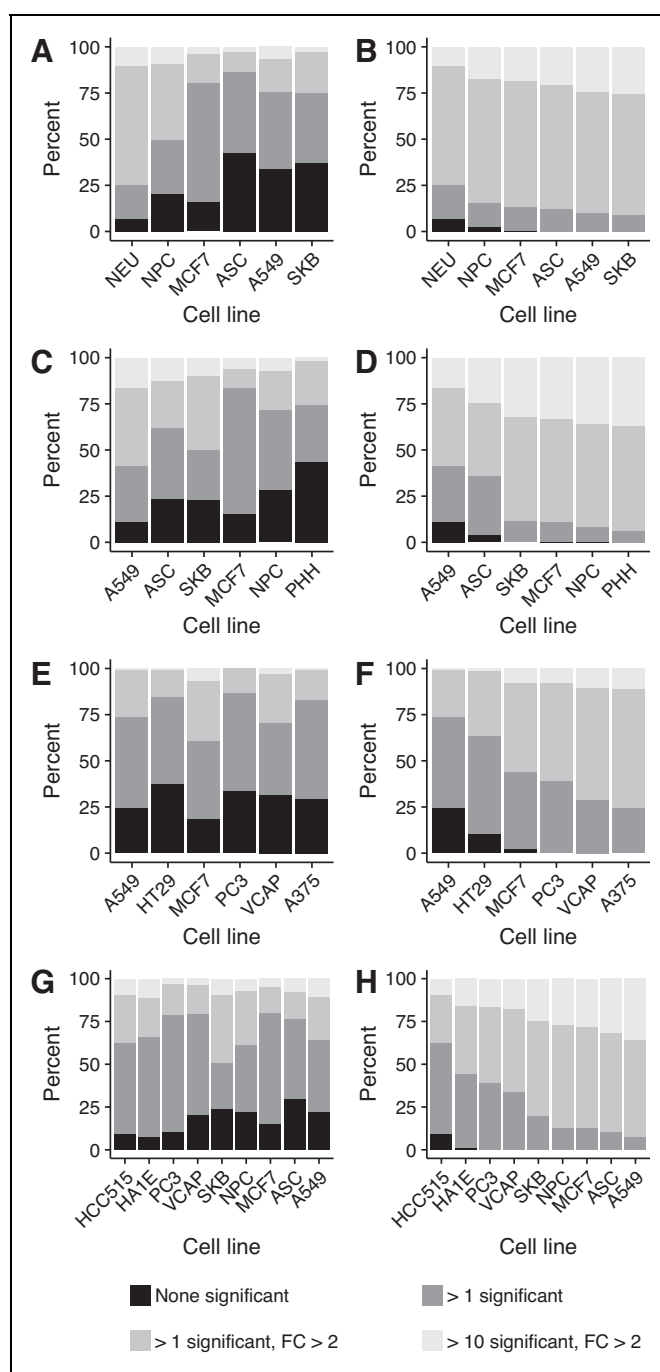 A
B
100
75
50
25
0
Percent
NEU
NPC
MCF7
ASC
A549
SKB
Cell line
100
75
50
25
0
Percent
NEU
NPC
MCF7
ASC
A549
SKB
Cell line
C
D
100
75
50
25
0
Percent
A549
ASC
SKB
MCF7
NPC
PHH
Cell line
100
75
50
25
0
Percent
A549
ASC
SKB
MCF7
NPC
PHH
Cell line
E
F
100
75
50
25
0
Percent
A549
HT29
MCF7
PC3
VCAP
A375
Cell line
100
75
50
25
0
Percent
A549
HT29
MCF7
PC3
VCAP
A375
Cell line
G
H
100
75
50
25
0
Percent
HCC515
HA1E
PC3
VCAP
SKB
NPC
MCF7
ASC
A549
Cell line
100
75
50
25
0
Percent
HCC515
HA1E
PC3
VCAP
SKB
NPC
MCF7
ASC
A549
Cell line
None significant
> 1 significant
> 1 significant, FC > 2
> 10 significant, FC > 2